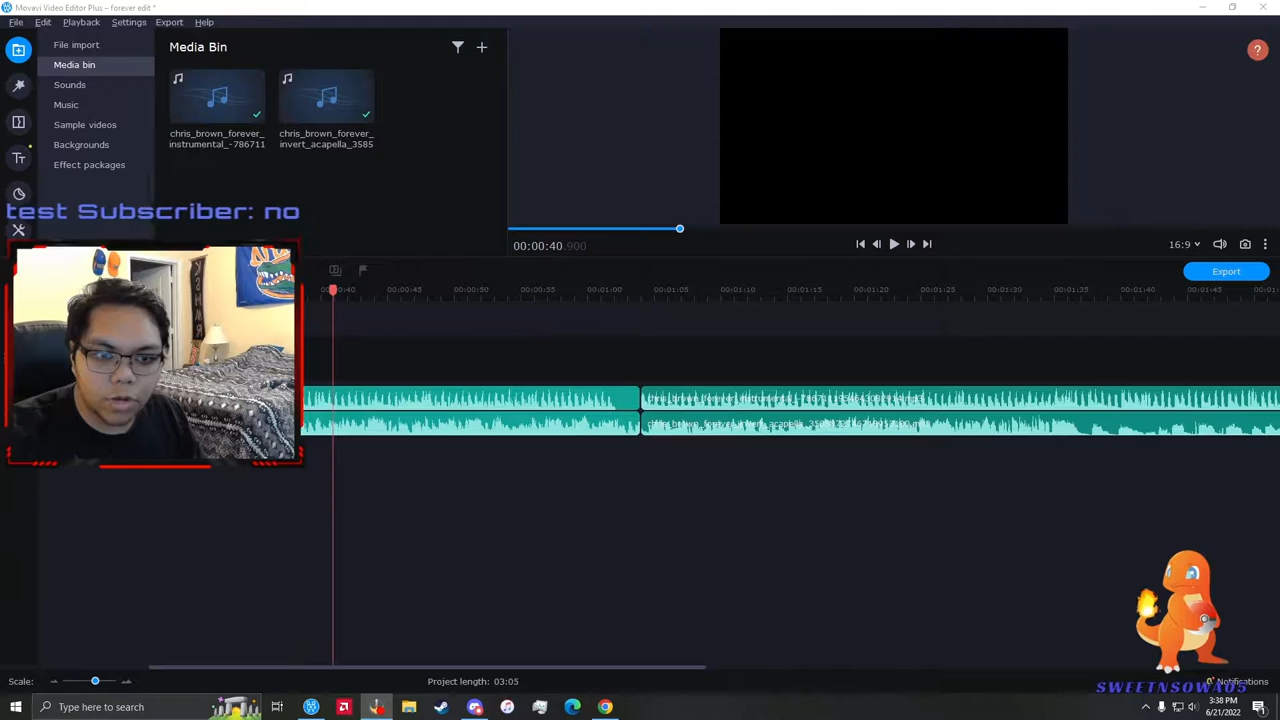 Movavi Video Editor Plus – forever edit *
File Edit Playback Settings Export Help
File import
Media bin
Sounds
Music
Sample videos
Backgrounds
Effect packages
Media Bin
chris_brown_forever_
instrumental_-786711
chris_brown_forever_
invert_acapella_3585
?
00:00:40.900
16:9
Export
test Subscriber: no
KSHMR
00:00:45 00:00:50 00:00:55 00:01:00 00:01:05 00:01:10 00:01:15 00:01:20 00:01:25 00:01:30 00:01:35 00:01:40 00:01:45
Scale:
Project length: 03:05
Notifications
SWEETNSOWA05
Type here to search
3:38 PM
6/21/2022